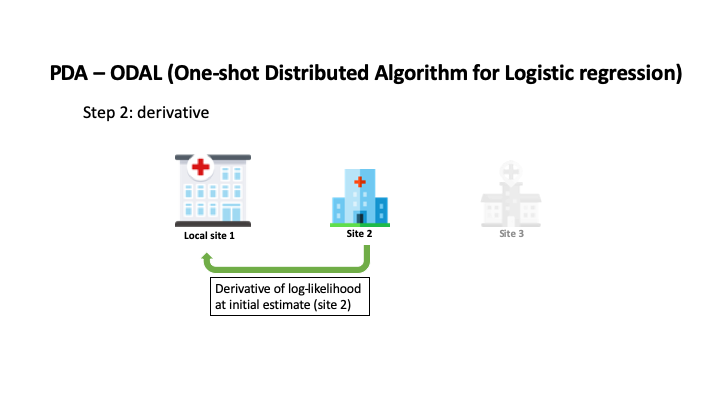 PDA – ODAL (One-shot Distributed Algorithm for Logistic regression)
Step 2: derivative
Local site 1
Site 2
Site 3
Derivative of log-likelihood
at initial estimate (site 2)